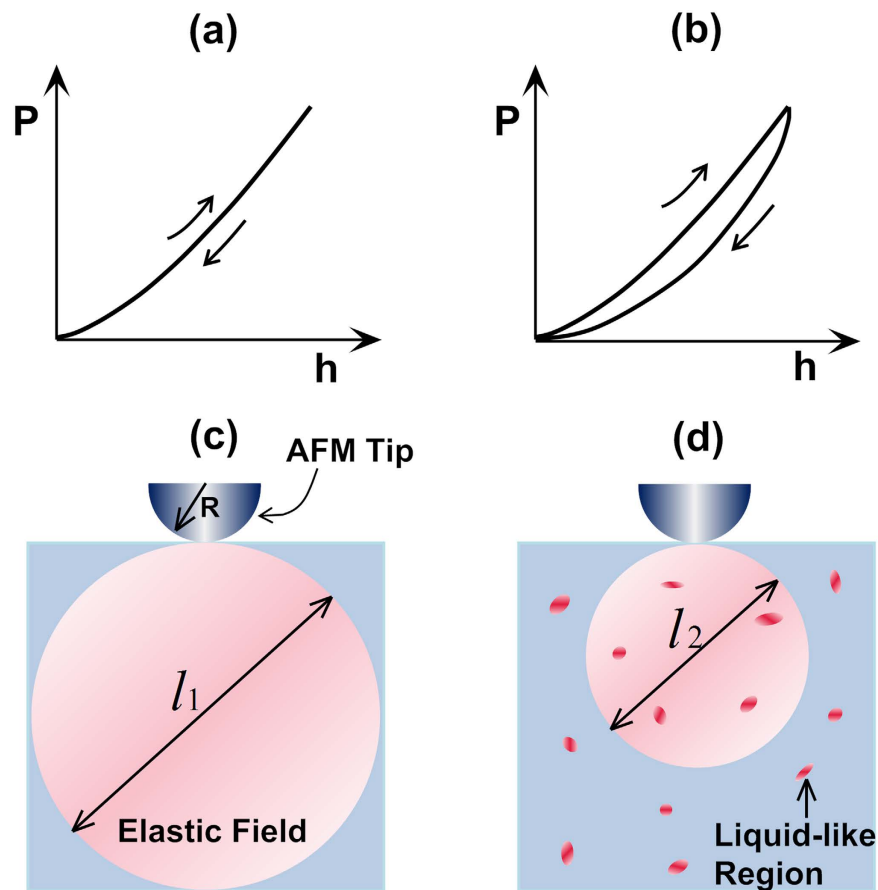 (a)
P
h
(b)
P
h
(c)
AFM Tip
R
l1
Elastic Field
(d)
l2
Liquid-like
Region